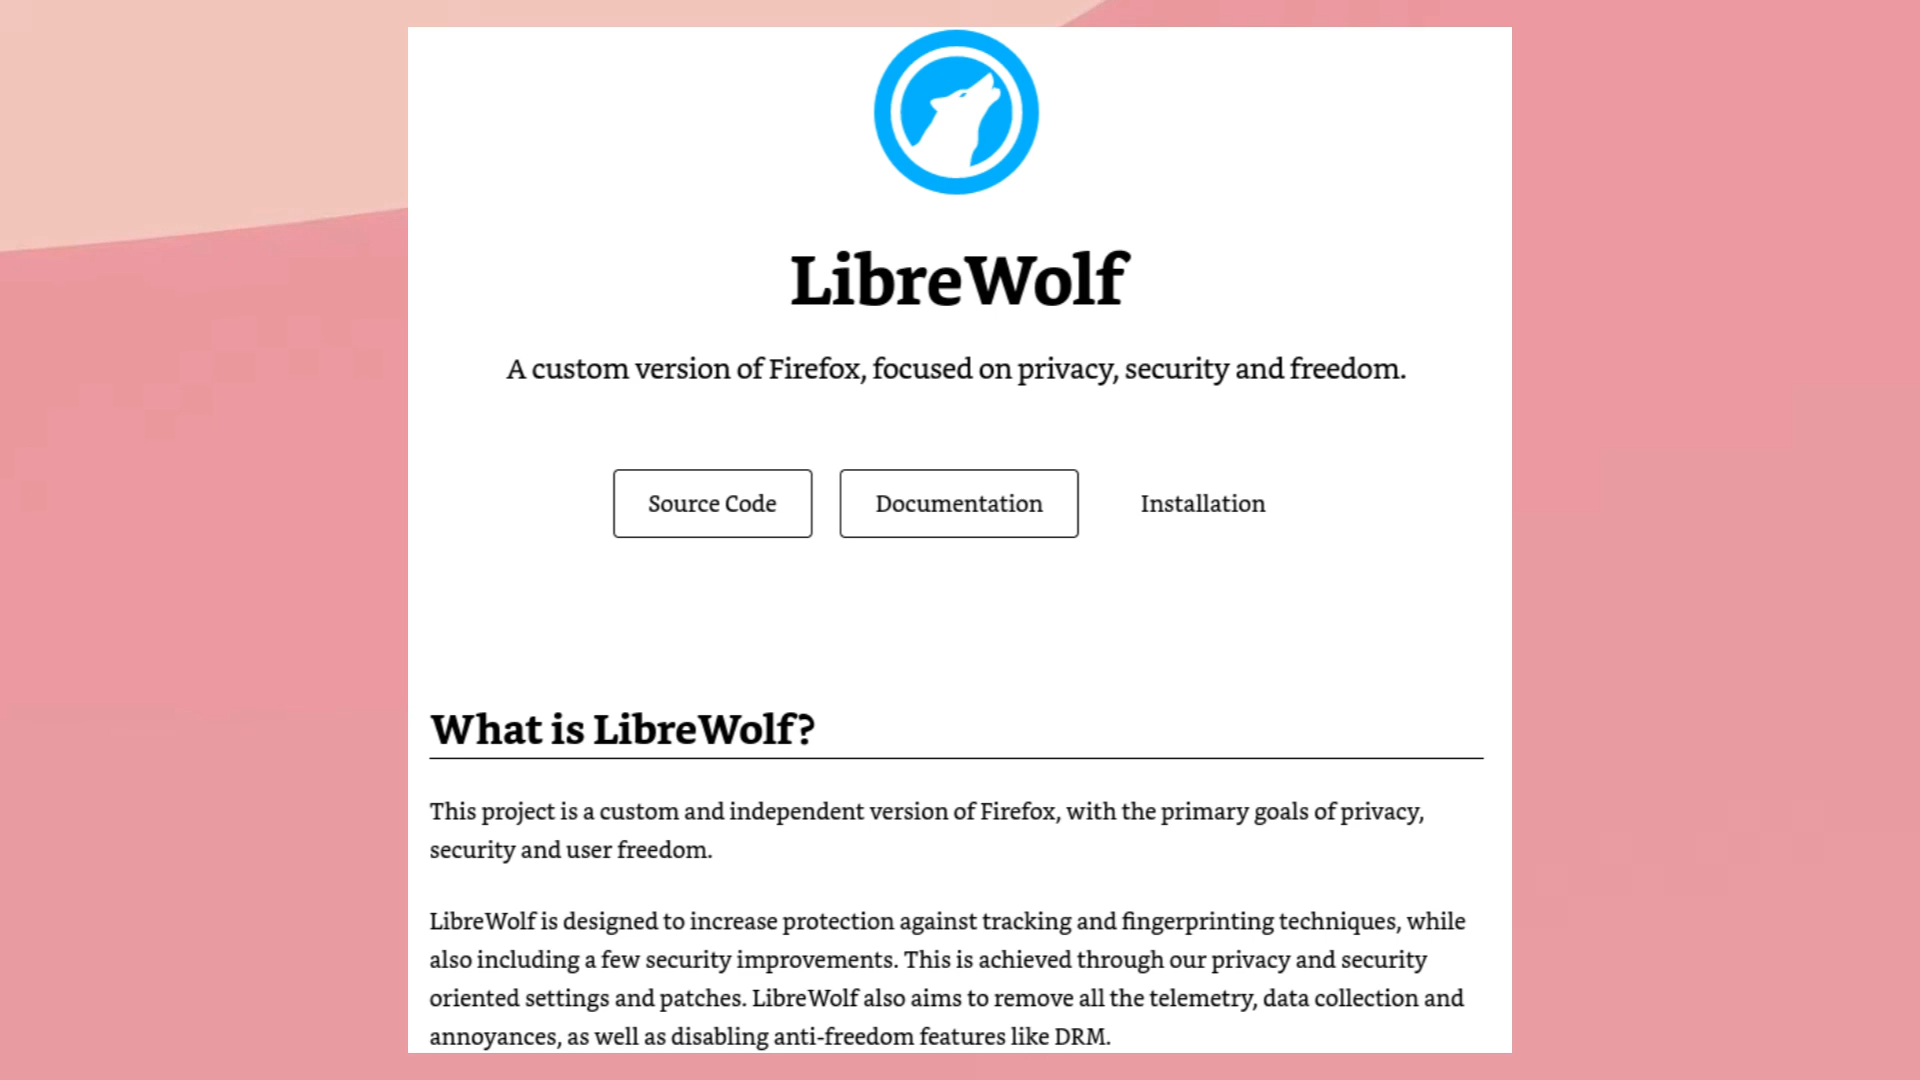 LibreWolf
A custom version of Firefox, focused on privacy, security and freedom.
Source Code
Documentation
Installation
What is LibreWolf?
This project is a custom and independent version of Firefox, with the primary goals of privacy,
security and user freedom.
LibreWolf is designed to increase protection against tracking and fingerprinting techniques, while
also including a few security improvements. This is achieved through our privacy and security
oriented settings and patches. LibreWolf also aims to remove all the telemetry, data collection and
annoyances, as well as disabling anti-freedom features like DRM.